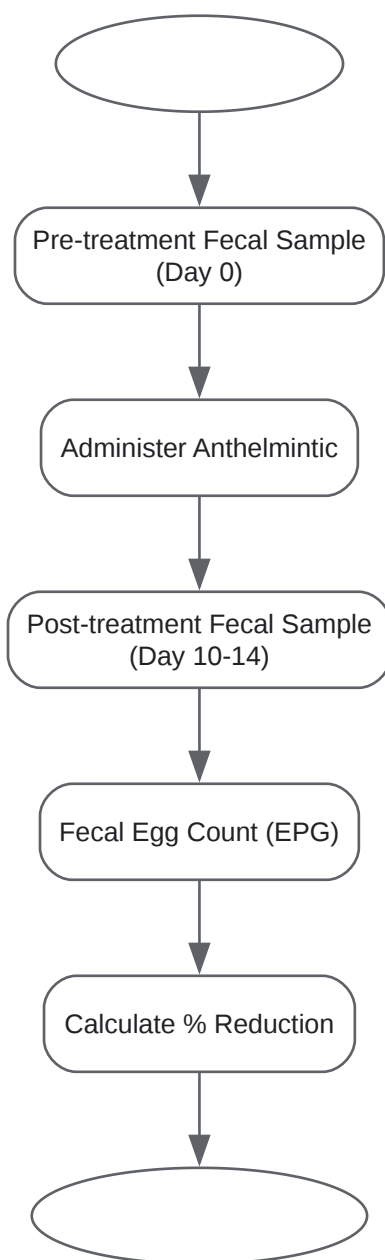 Pre-treatment Fecal Sample
(Day 0)
Administer Anthelmintic
Post-treatment Fecal Sample
(Day 10-14)
Fecal Egg Count (EPG)
Calculate % Reduction